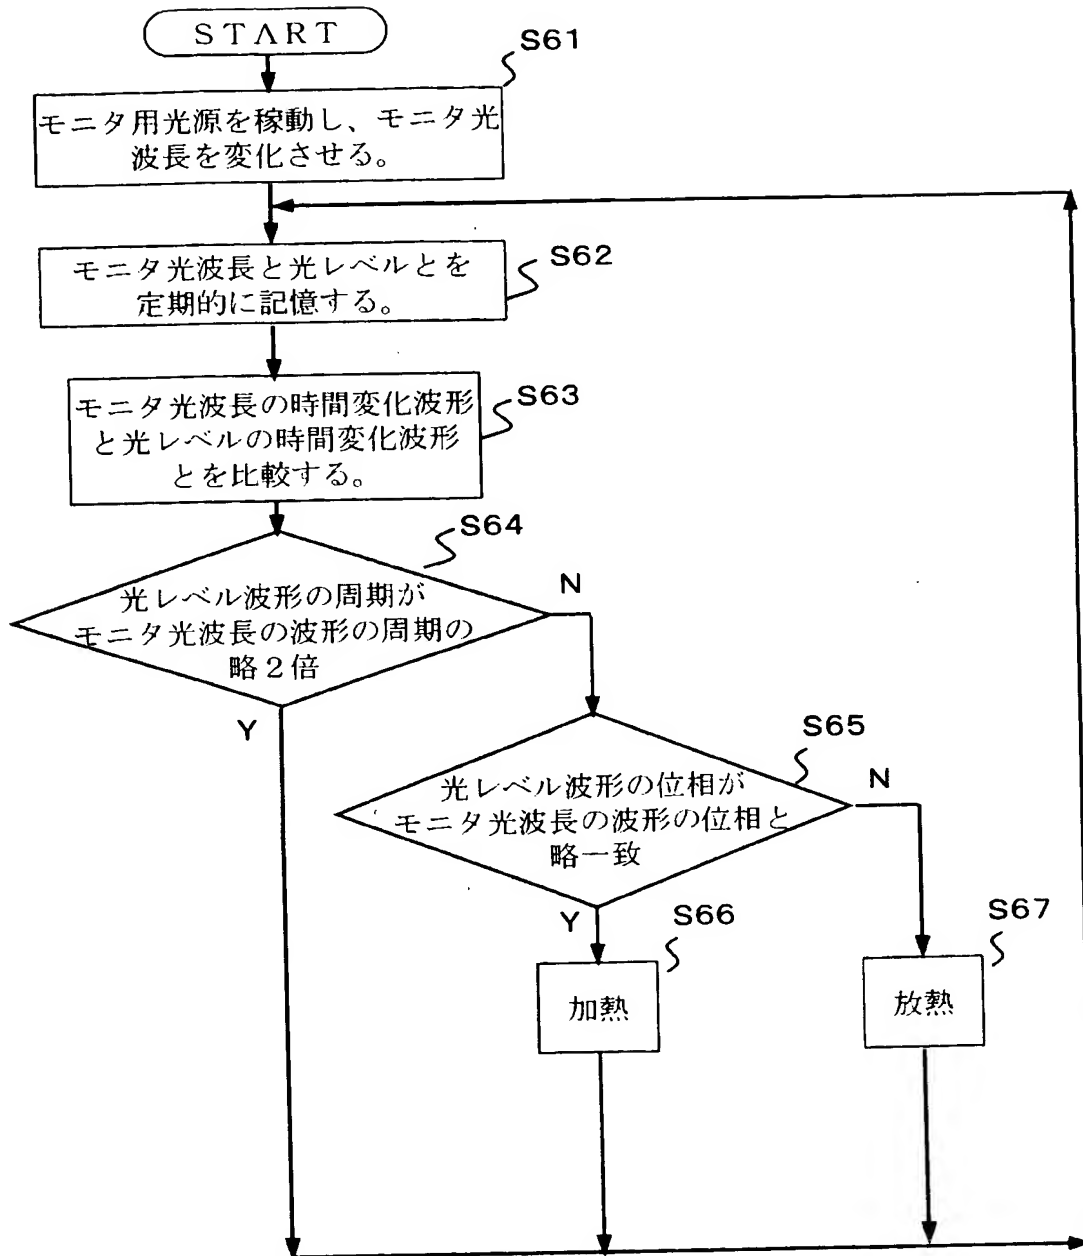 START
S61
モニタ用光源を稼動し、モニタ光
波長を変化させる。
S62
モニタ光波長と光レベルとを
定期的に記憶する。
S63
モニタ光波長の時間変化波形
と光レベルの時間変化波形
とを比較する。
S64
光レベル波形の周期が
モニタ光波長の波形の周期の
略2倍
N
Y
S65
光レベル波形の位相が
モニタ光波長の波形の位相と
略一致
N
Y
S66
加熱
S67
放熱